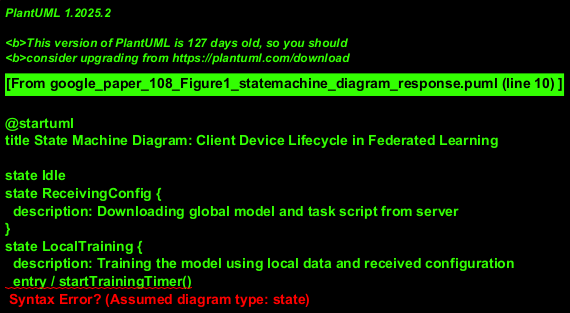 PlantUML 1.2025.2
<b>This version of PlantUML is 127 days old, so you should
<b>consider upgrading from https://plantuml.com/download
[From google_paper_108_Figure1_statemachine_diagram_response.puml (line 10) ]
@startuml
title State Machine Diagram: Client Device Lifecycle in Federated Learning
state Idle
state ReceivingConfig {
  description: Downloading global model and task script from server
}
state LocalTraining {
  description: Training the model using local data and received configuration
  entry / startTrainingTimer()
Syntax Error? (Assumed diagram type: state)